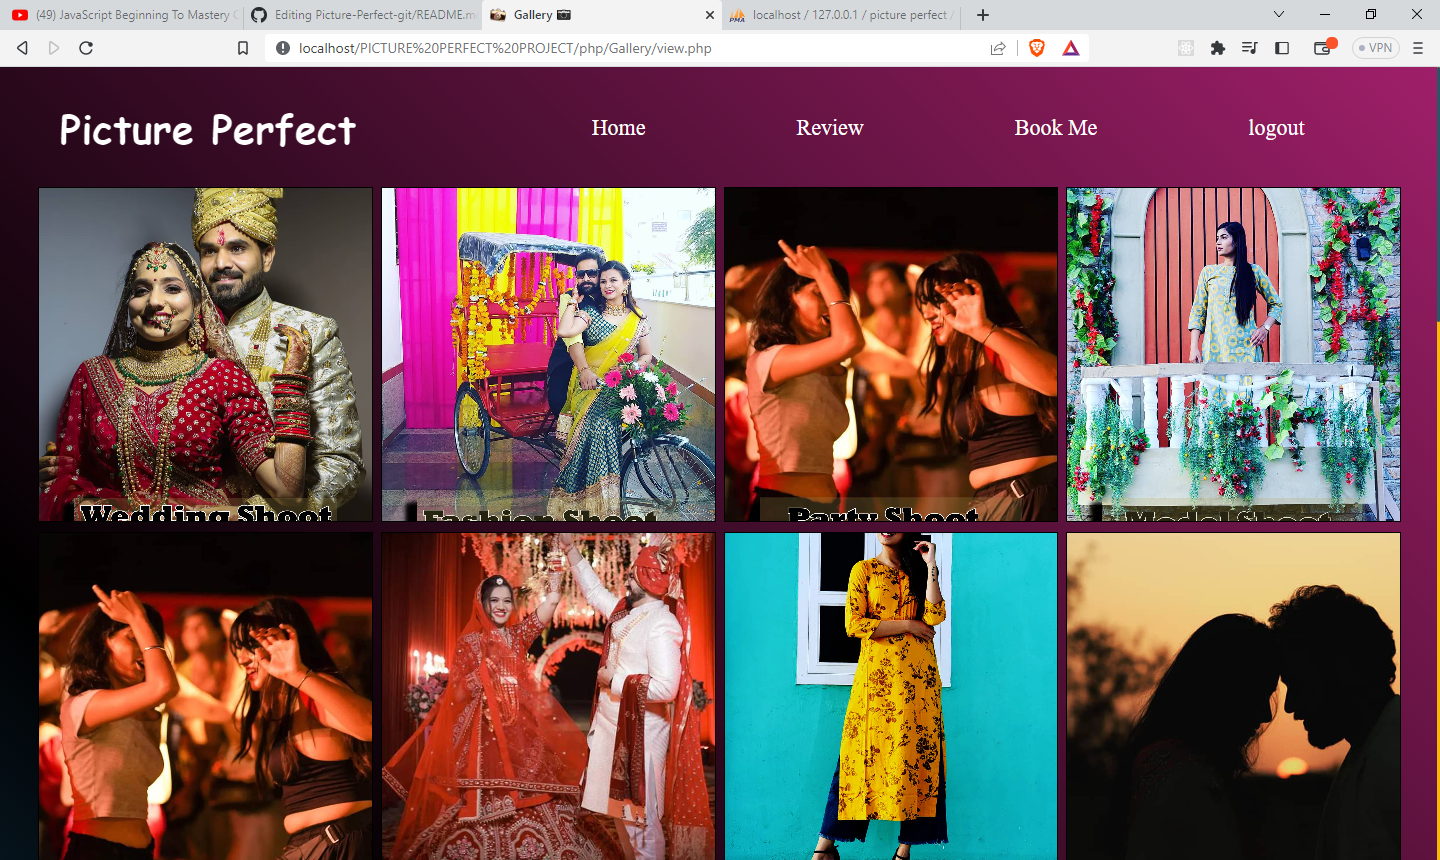 (49) JavaScript Beginning To Mastery
Editing Picture-Perfect-git/README.m
Gallery
localhost / 127.0.0.1 / picture perfect /
localhost/PICTURE%20PERFECT%20PROJECT/php/Gallery/view.php
VPN
Picture Perfect
Home
Review
Book Me
logout
Wedding Shoot
Fashion Shoot
Party Shoot
Model Shoot